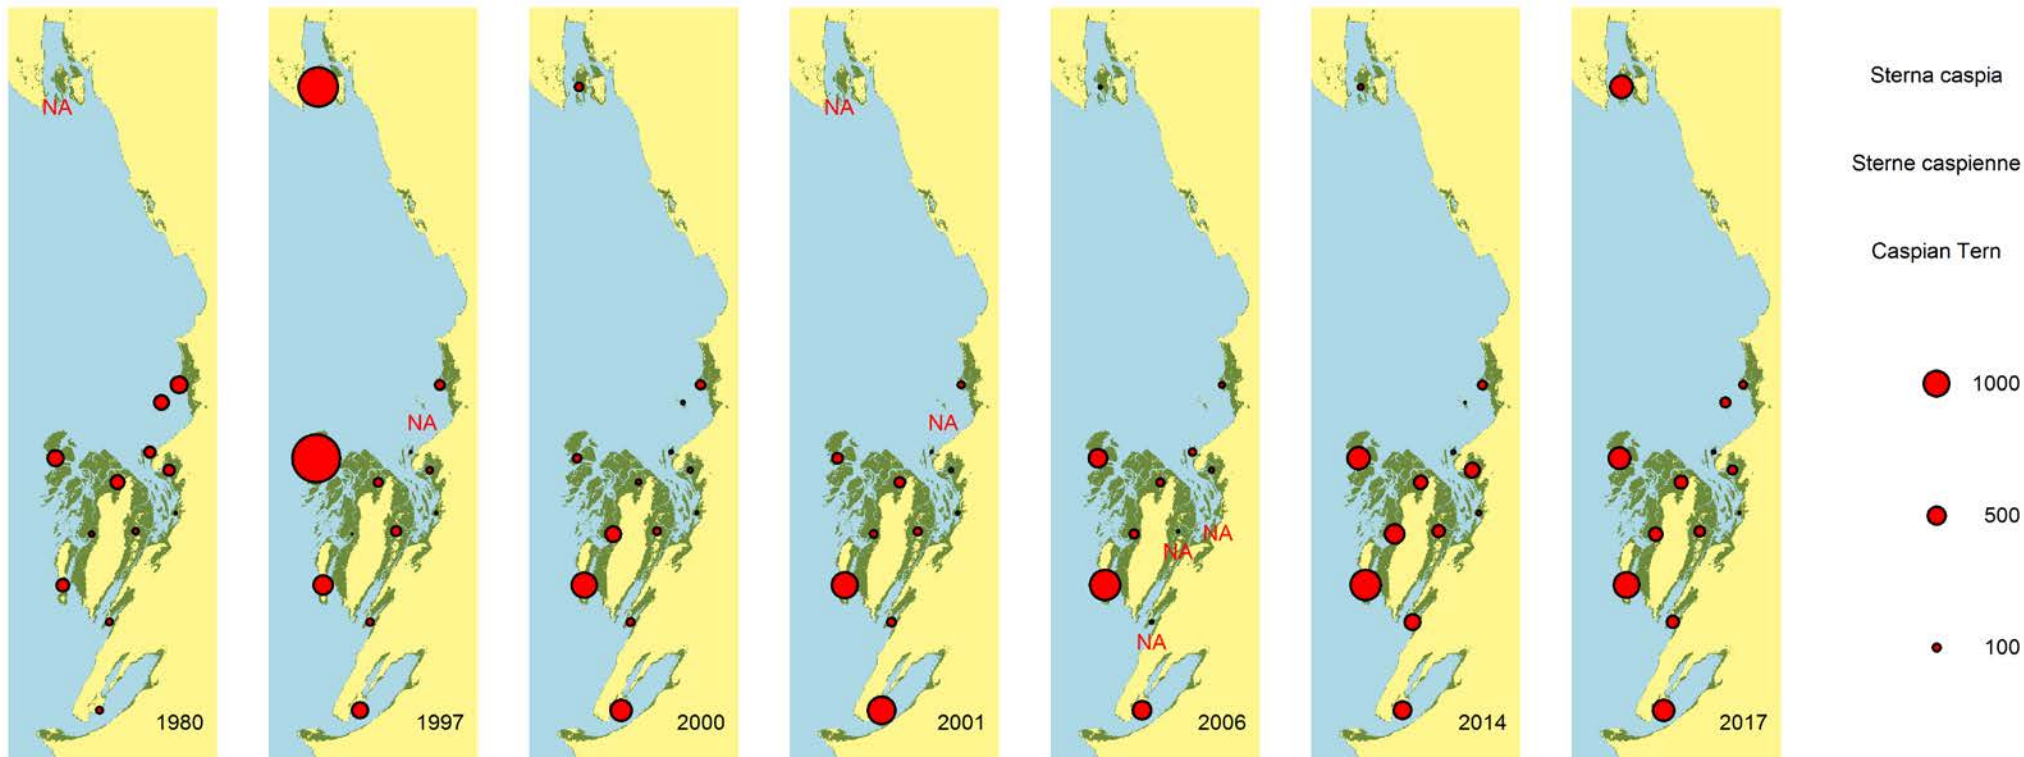 NA
1980
NA
1997
2000
NA
NA
2001
NA
NA
NA
2006
2014
2017
Sterna caspia
Sterne caspienne
Caspian Tern
1000
500
100